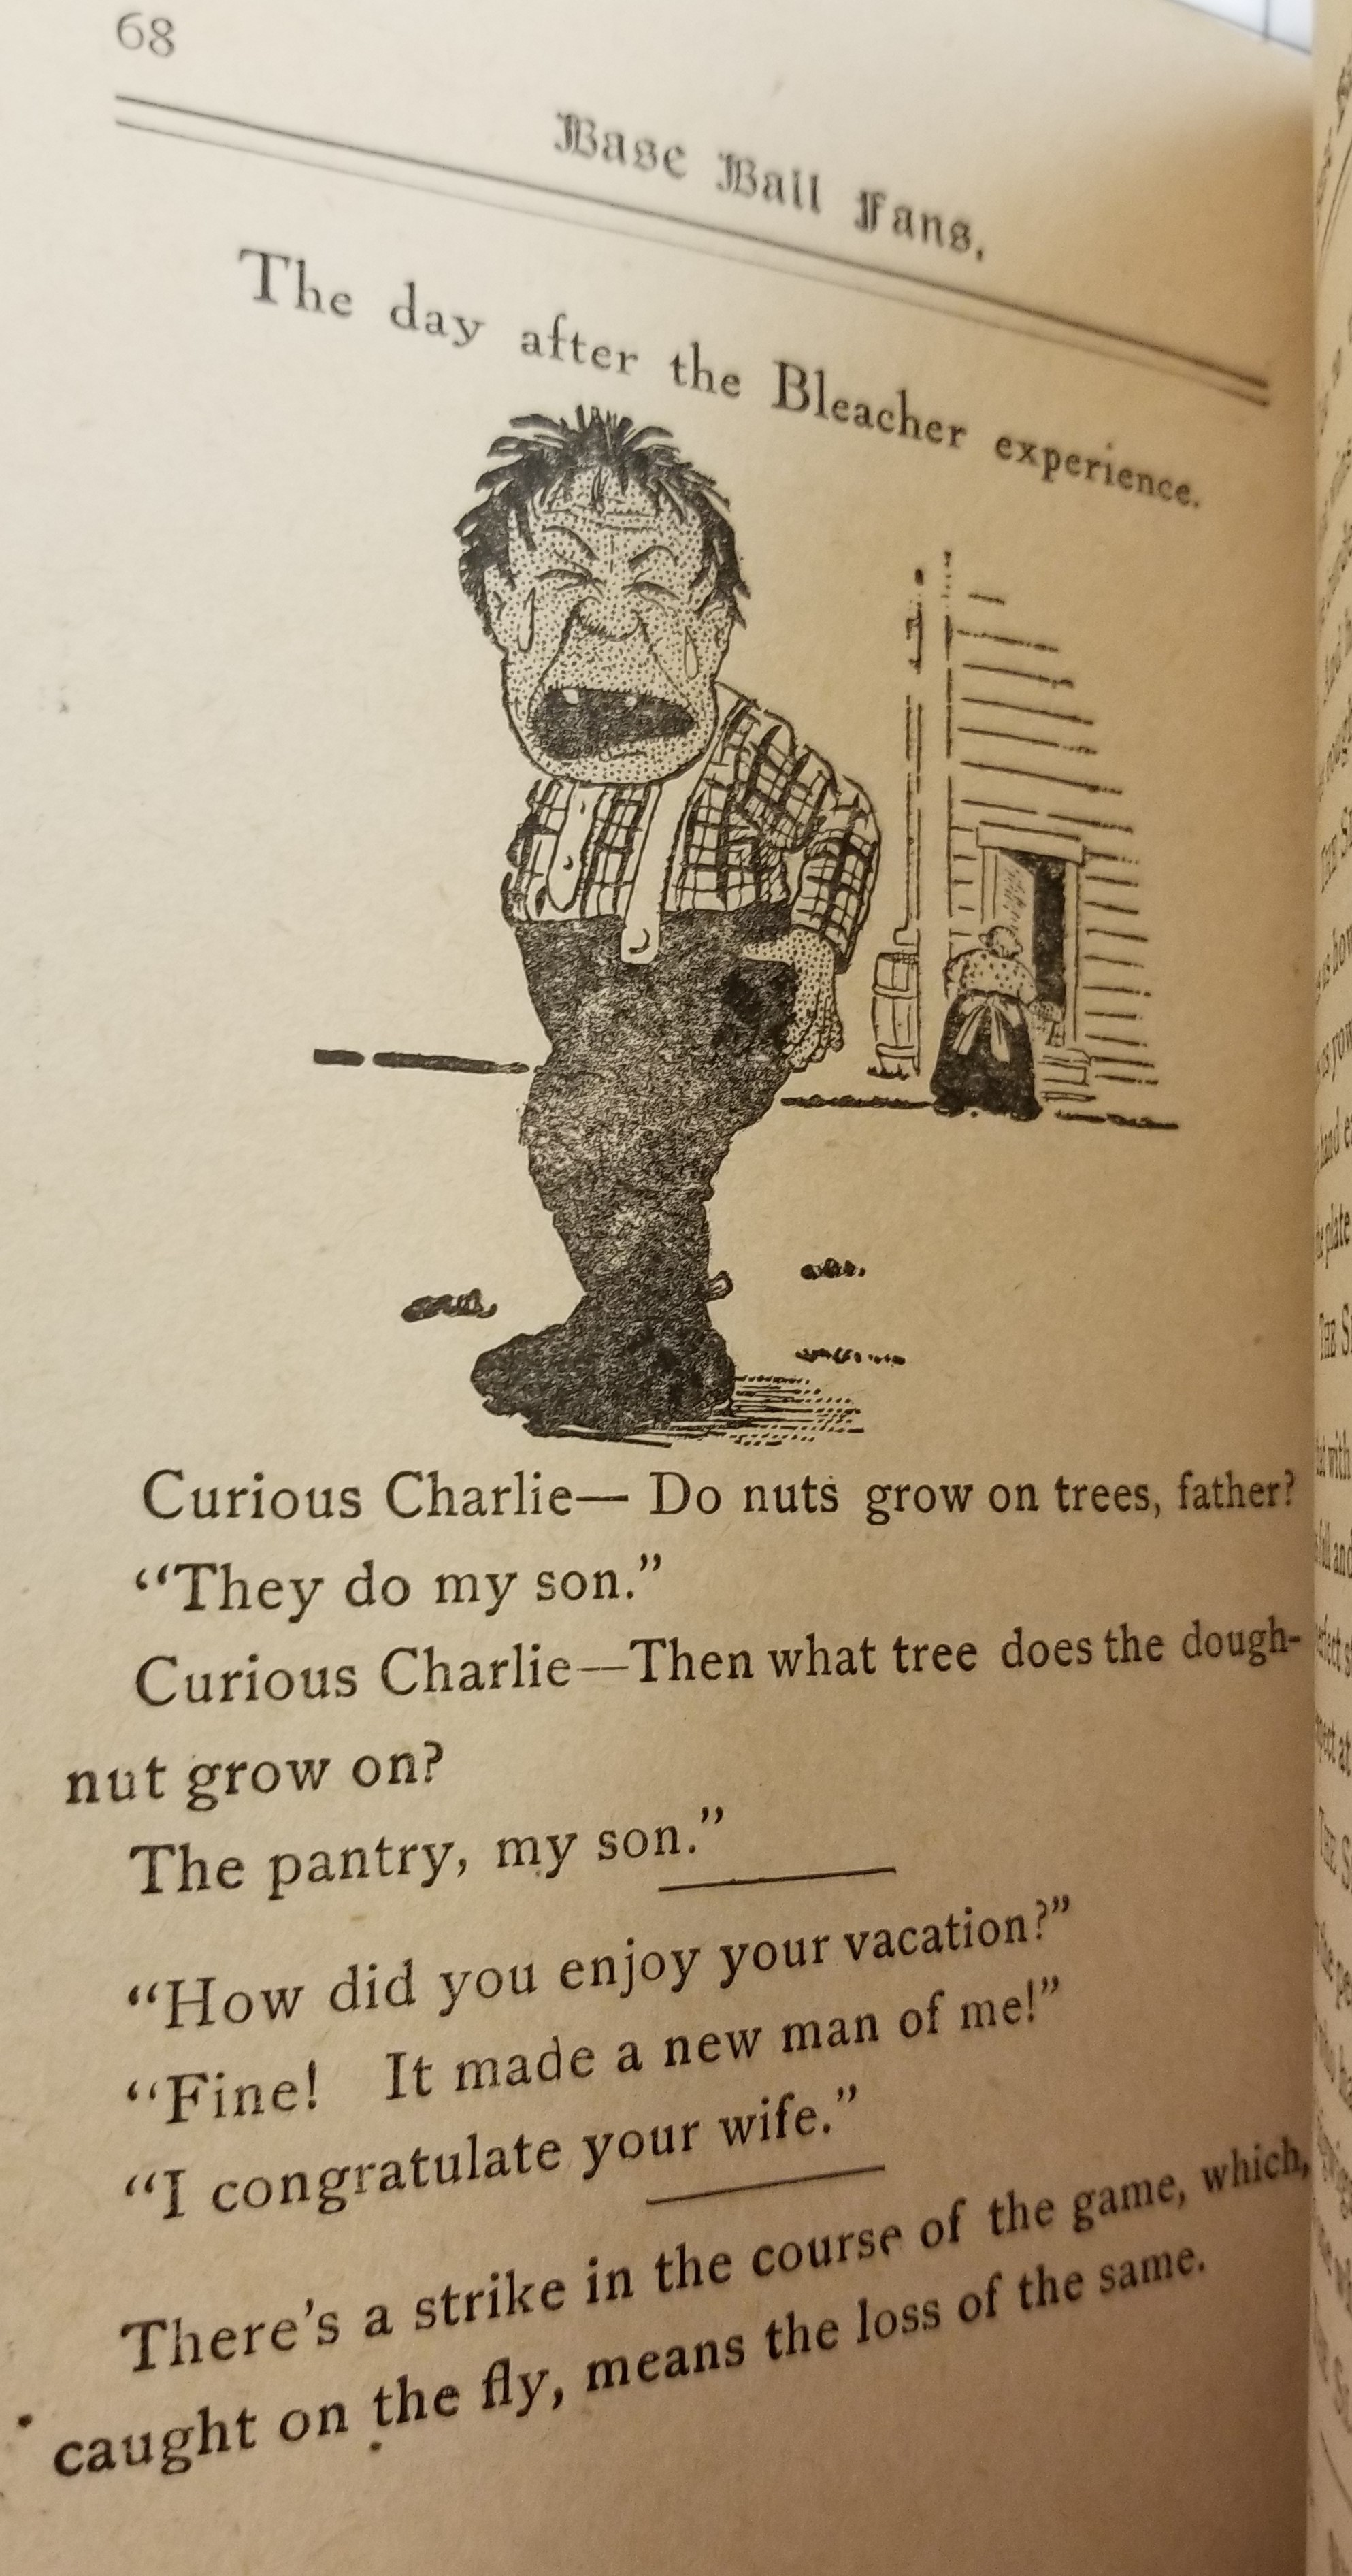 68
Base Ball Fans.
The day after the Bleacher experience.
Curious Charlie— Do nuts grow on trees, father?
“They do my son.”
Curious Charlie—Then what tree does the dough-
nut grow on?
The pantry, my son.”
“How did you enjoy your vacation?”
“Fine! It made a new man of me!”
“I congratulate your wife.”
There’s a strike in the course of the game, which,
caught on the fly, means the loss of the same.